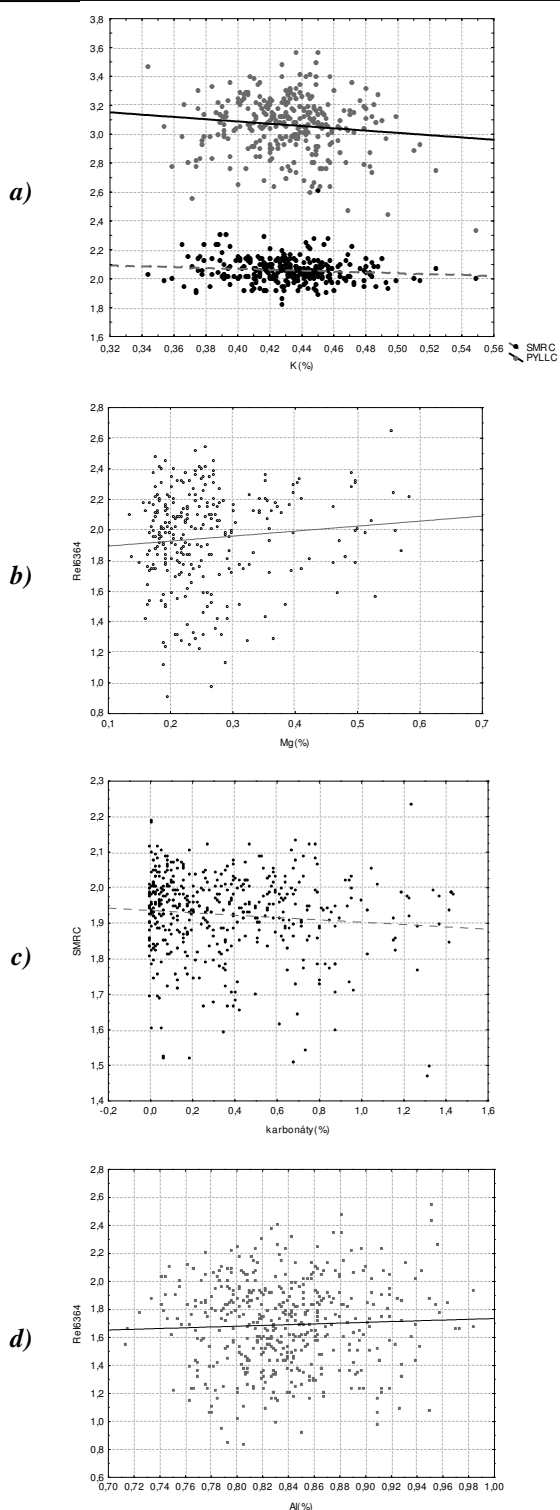 a)
3,8
3,6
3,4
3,2
3,0
2,8
2,6
2,4
2,2
2,0
1,8
1,6
0,32 0,34 0,36 0,38 0,40 0,42 0,44 0,46 0,48 0,50 0,52 0,54 0,56
K(%)
SMRC
PYLLC
b)
Rel6364
2,8
2,6
2,4
2,2
2,0
1,8
1,6
1,4
1,2
1,0
0,8
0,1 0,2 0,3 0,4 0,5 0,6 0,7
Mg(%)
c)
SMRC
2,3
2,2
2,1
2,0
1,9
1,8
1,7
1,6
1,5
1,4
-0,2 0,0 0,2 0,4 0,6 0,8 1,0 1,2 1,4 1,6
karbonáty(%)
d)
Rel6364
2,8
2,6
2,4
2,2
2,0
1,8
1,6
1,4
1,2
1,0
0,8
0,6
0,70 0,72 0,74 0,76 0,78 0,80 0,82 0,84 0,86 0,88 0,90 0,92 0,94 0,96 0,98 1,00
Al(%)